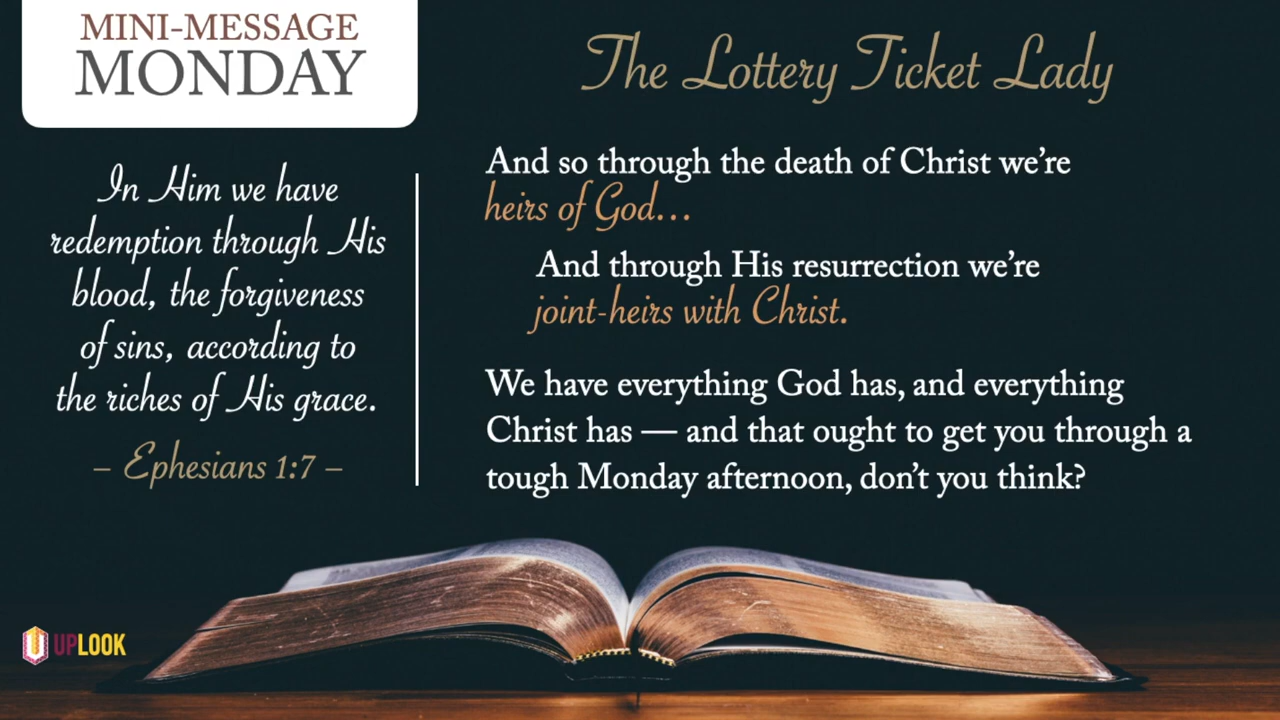 MINI-MESSAGE
MONDAY
In Him we have
redemption through His
blood, the forgiveness
of sins, according to
the riches of His grace.
– Ephesians 1:7 –
The Lottery Ticket Lady
And so through the death of Christ we’re
heirs of God…
And through His resurrection we’re
joint-heirs with Christ.
We have everything God has, and everything
Christ has — and that ought to get you through a
tough Monday afternoon, don’t you think?
UPLOOK